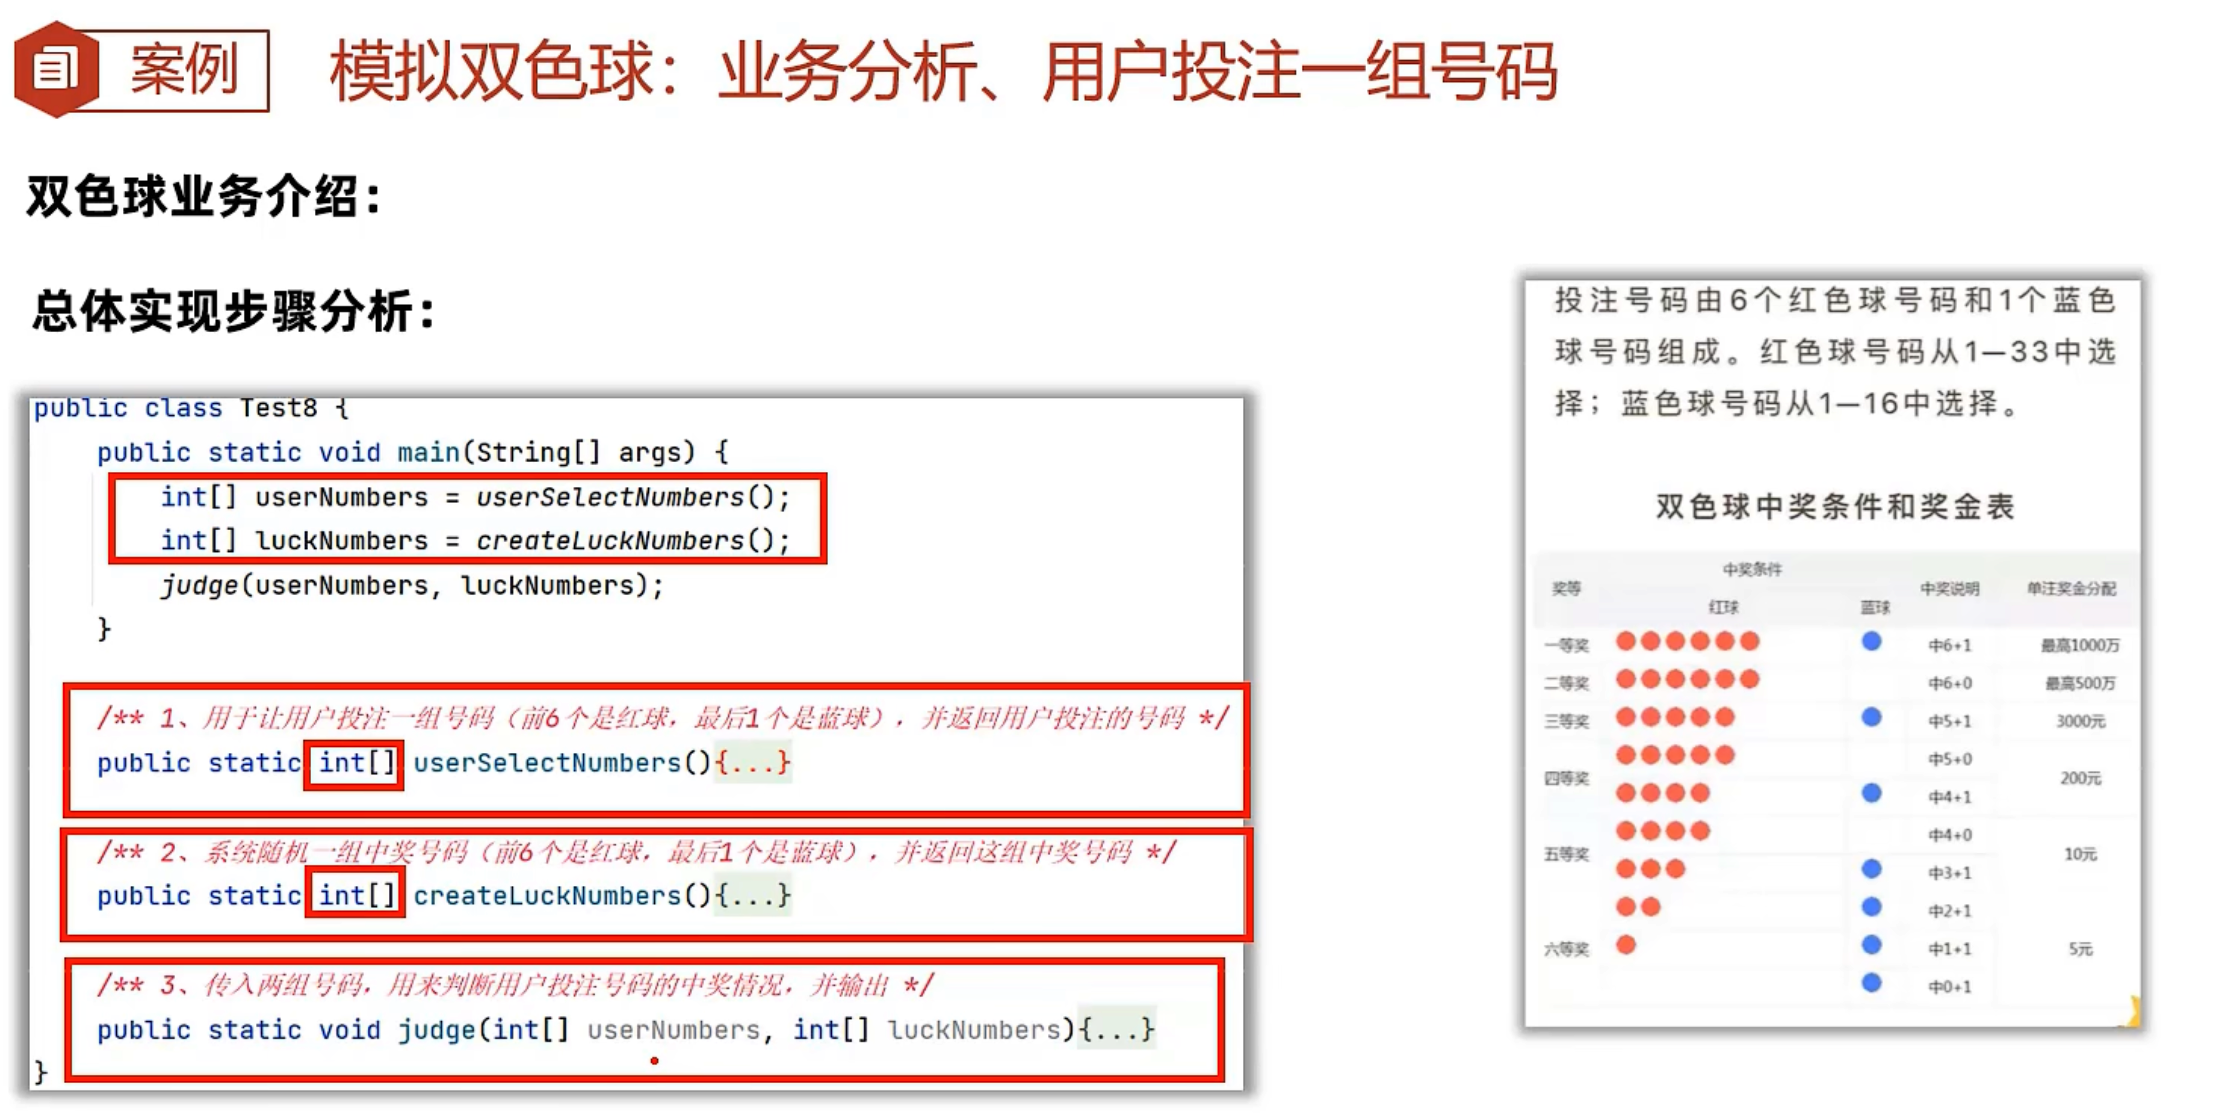 案例
模拟双色球：业务分析、用户投注一组号码
双色球业务介绍：
总体实现步骤分析：
public class Test8 {
public static void main(String[] args) {
int[] userNumbers = userSelectNumbers();
int[] luckNumbers = createLuckNumbers();
judge(userNumbers, luckNumbers);
}
/** 1、用于让用户投注一组号码（前6个是红球，最后1个是蓝球），并返回用户投注的号码 */
public static int[] userSelectNumbers(){...}
/** 2、系统随机一组中奖号码（前6个是红球，最后1个是蓝球），并返回这组中奖号码 */
public static int[] createLuckNumbers(){...}
/** 3、传入两组号码，用来判断用户投注号码的中奖情况，并输出 */
public static void judge(int[] userNumbers, int[] luckNumbers){...}
}
投注号码由6个红色球号码和1个蓝色
球号码组成。红色球号码从1—33中选
择；蓝色球号码从1—16中选择。
双色球中奖条件和奖金表
奖等 中奖条件 中奖说明 单注奖金分配
红球 蓝球
一等奖 中6+1 最高1000万
二等奖 中6+0 最高500万
三等奖 中5+1 3000元
四等奖 中5+0 200元
中4+1
五等奖 中4+0 10元
中3+1
六等奖 中2+1 5元
中1+1
中0+1